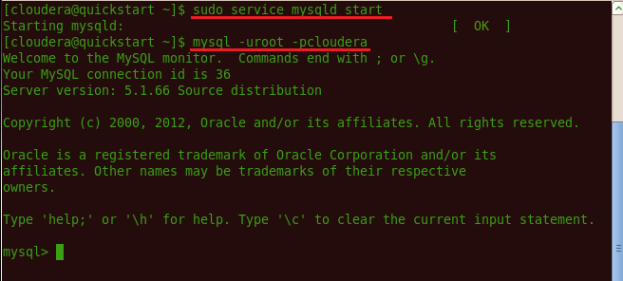 [cloudera@quickstart ~]$ sudo service mysqld start
Starting mysqld: [ OK ]
[cloudera@quickstart ~]$ mysql -uroot -pcloudera
Welcome to the MySQL monitor.  Commands end with ; or \g.
Your MySQL connection id is 36
Server version: 5.1.66 Source distribution
Copyright (c) 2000, 2012, Oracle and/or its affiliates. All rights reserved.
Oracle is a registered trademark of Oracle Corporation and/or its
affiliates. Other names may be trademarks of their respective
owners.
Type 'help;' or '\h' for help. Type '\c' to clear the current input statement.
mysql>